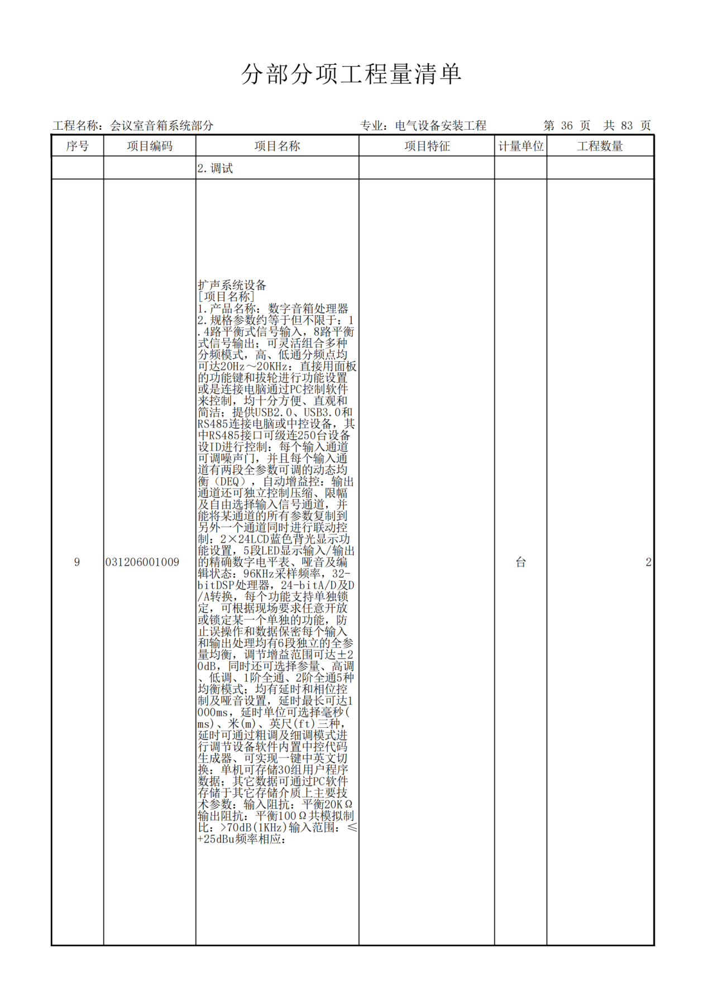 分部分项工程量清单
工程名称：会议室音箱系统部分 专业：电气设备安装工程 第 36 页 共 83 页
序号 项目编码 项目名称 项目特征 计量单位 工程数量
2.调试
扩声系统设备
[项目名称]
1.产品名称：数字音箱处理器
2.规格参数约等于但不限于：1
.4路平衡式信号输入，8路平衡
式信号输出；可灵活组合多种
分频模式，高、低通分频点均
可达20Hz～20KHz：直接用面板
的功能键和拔轮进行功能设置
或是连接电脑通过PC控制软件
来控制，均十分方便、直观和
简洁；提供USB2.0、USB3.0和
RS485连接电脑或中控设备，其
中RS485接口可级连250台设备
设ID进行控制：每个输入通道
可调噪声门，并且每个输入通
道有两段全参数可调的动态均
衡（DEQ），自动增益控：输出
通道还可独立控制压缩、限幅
及自由选择输入信号通道，并
能将某通道的所有参数复制到
另外一个通道同时进行联动控
制：2×24LCD蓝色背光显示功
能设置，5段LED显示输入/输出
9 031206001009 的精确数字电平表、哑音及编 台 2
辑状态：96KHz采样频率，32-
bitDSP处理器，24-bitA/D及D
/A转换，每个功能支持单独锁
定，可根据现场要求任意开放
或锁定某一个单独的功能，防
止误操作和数据保密每个输入
和输出处理均有6段独立的全参
量均衡，调节增益范围可达±2
0dB，同时还可选择参量、高调
、低调、1阶全通、2阶全通5种
均衡模式；均有延时和相位控
制及哑音设置，延时最长可达1
000ms，延时单位可选择毫秒(
ms)、米(m)、英尺(ft)三种，
延时可通过粗调及细调模式进
行调节设备软件内置中控代码
生成器、可实现一键中英文切
换：单机可存储30组用户程序
数据；其它数据可通过PC软件
存储于其它存储介质上主要技
术参数：输入阻抗：平衡20KΩ
输出阻抗：平衡100Ω共模拟制
比：>70dB(1KHz)输入范围：≤
+25dBu频率相应：